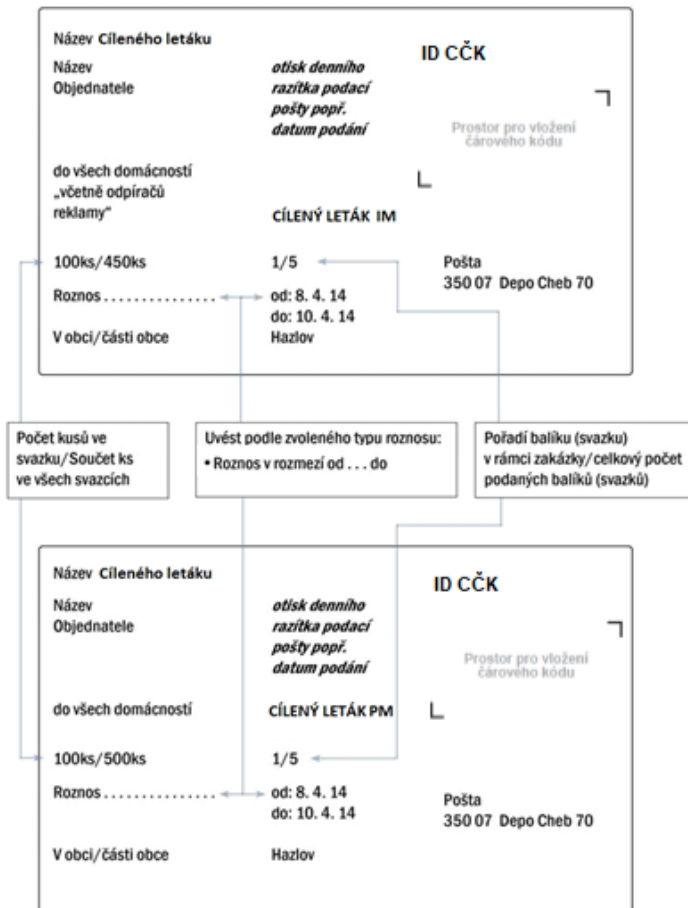 Název Cíleného letáku
ID CČK
Název
Objednatele
otisk denního
razítka podací
pošty popř.
datum podání
Prostor pro vložení
čárového kódu
do všech domácností
„včetně odpíračů
reklamy“
CÍLENÝ LETÁK IM
100ks/450ks
1/5
Pošta
350 07 Depo Cheb 70
Roznos . . . . . . . . . . . . . . .
od: 8. 4. 14
do: 10. 4. 14
V obci/části obce
Hazlov
Počet kusů ve
svazku/Součet ks
ve všech svazcích
Uvést podle zvoleného typu roznosu:
• Roznos v rozmezí od . . . do
Pořadí balíku (svazku)
v rámci zakázky/celkový počet
podaných balíků (svazků)
Název Cíleného letáku
ID CČK
Název
Objednatele
otisk denního
razítka podací
pošty popř.
datum podání
Prostor pro vložení
čárového kódu
do všech domácností
CÍLENÝ LETÁK PM
100ks/500ks
1/5
Roznos . . . . . . . . . . . . . . .
od: 8. 4. 14
do: 10. 4. 14
Pošta
350 07 Depo Cheb 70
V obci/části obce
Hazlov